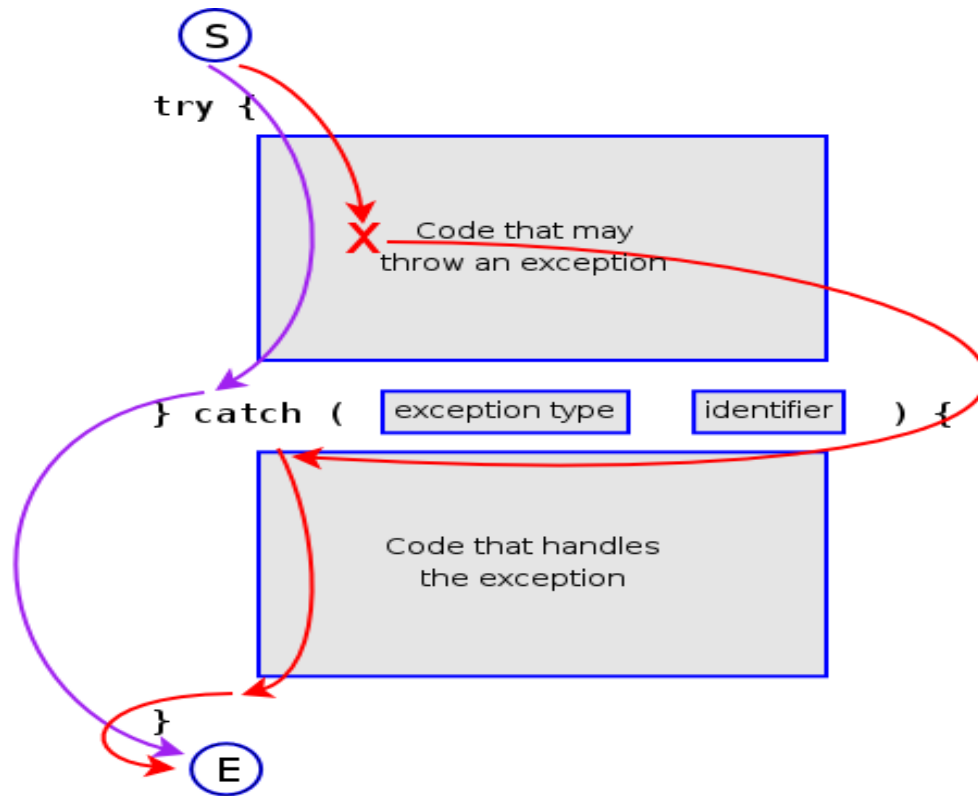 S
try {
X
Code that may
throw an exception
} catch ( exception type identifier ) {
Code that handles
the exception
}
E